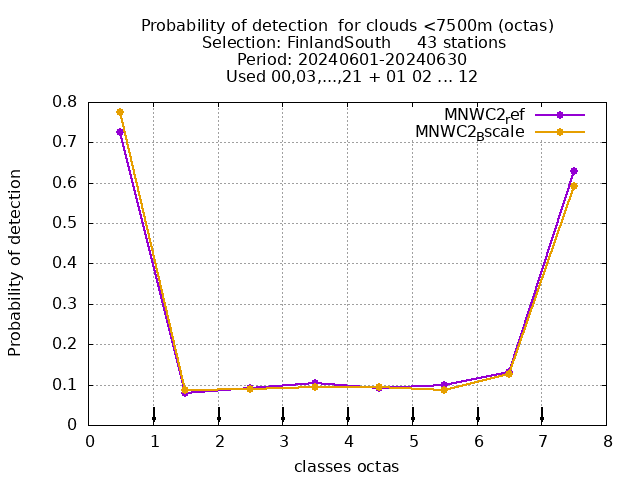 Probability of detection  for clouds <7500m (octas)
Selection: FinlandSouth     43 stations
Period: 20240601-20240630
Used 00,03,...,21 + 01 02 ... 12
MNWC2ref
MNWC2Bscale
0.8
0.7
0.6
0.5
0.4
0.3
0.2
0.1
0
Probability of detection
0 1 2 3 4 5 6 7 8
classes octas